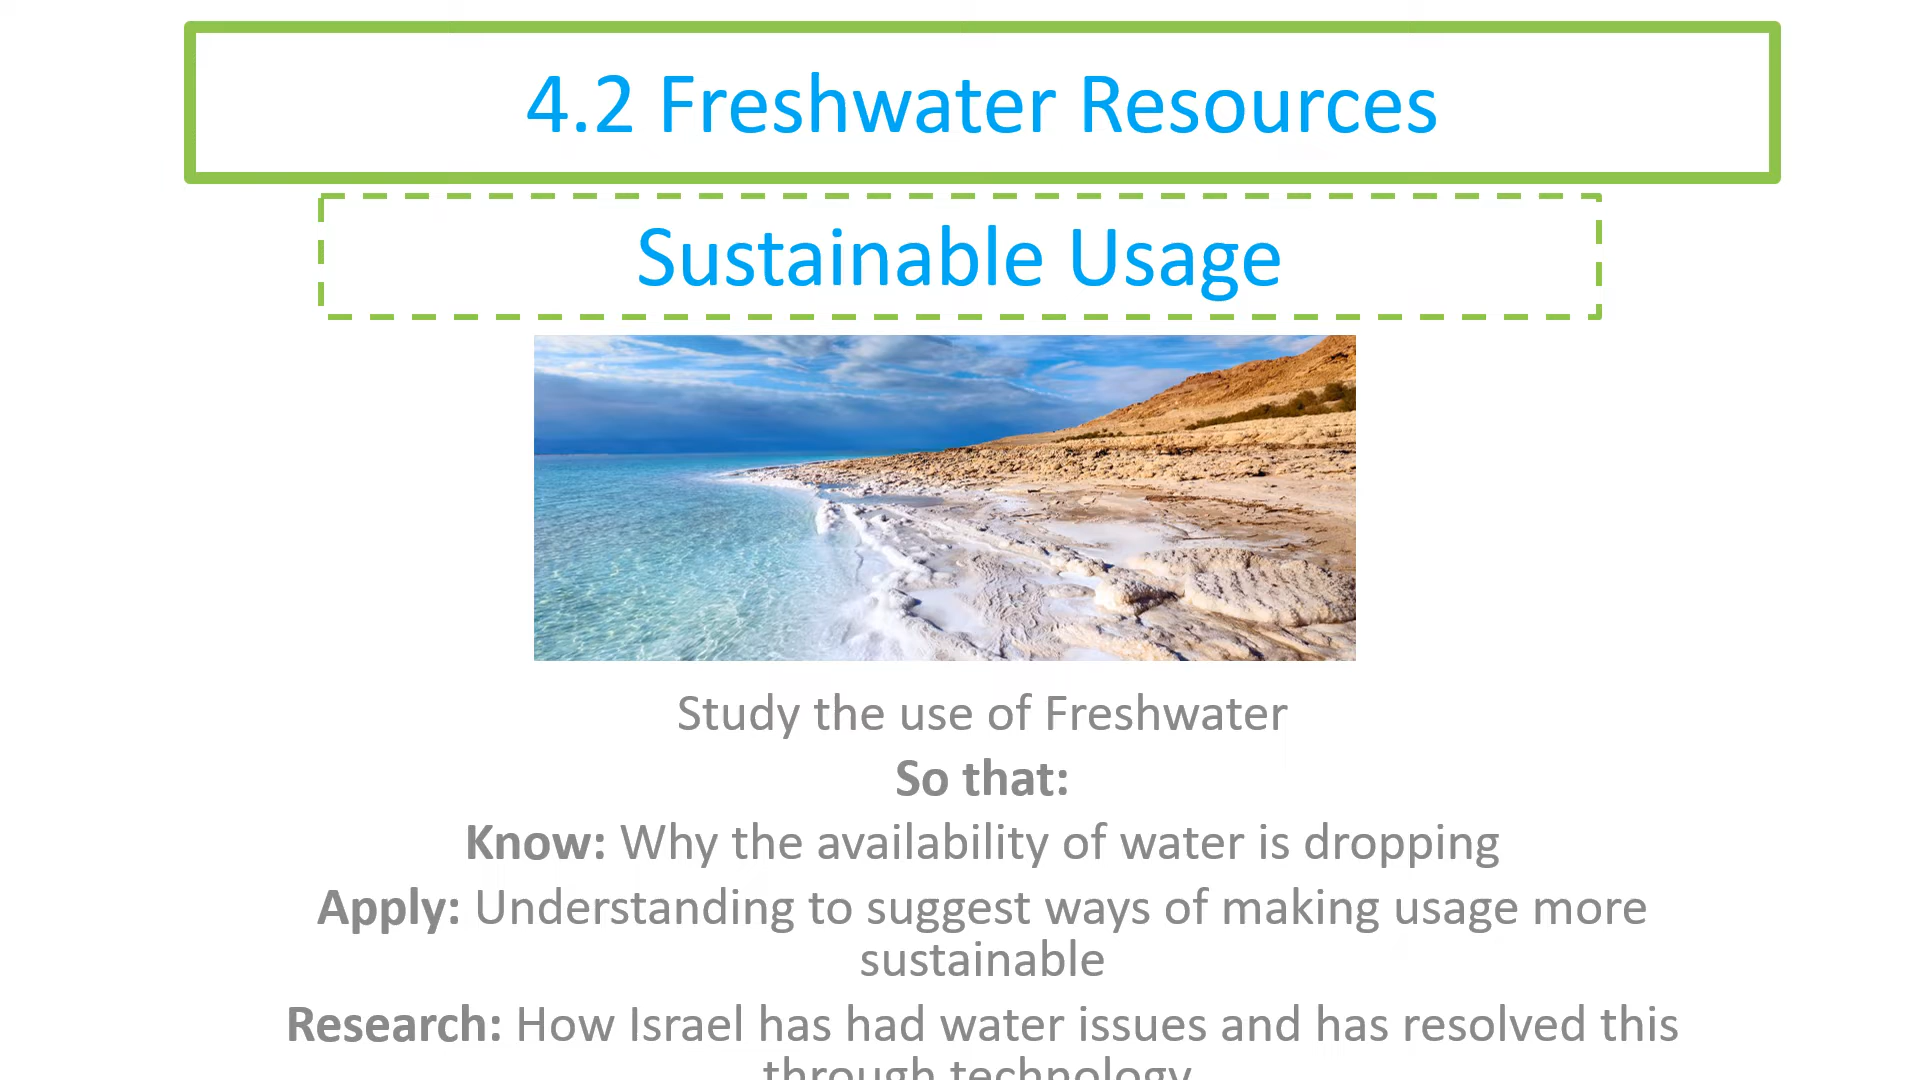 4.2 Freshwater Resources
Sustainable Usage
Study the use of Freshwater
So that:
Know: Why the availability of water is dropping
Apply: Understanding to suggest ways of making usage more
sustainable
Research: How Israel has had water issues and has resolved this
through technology